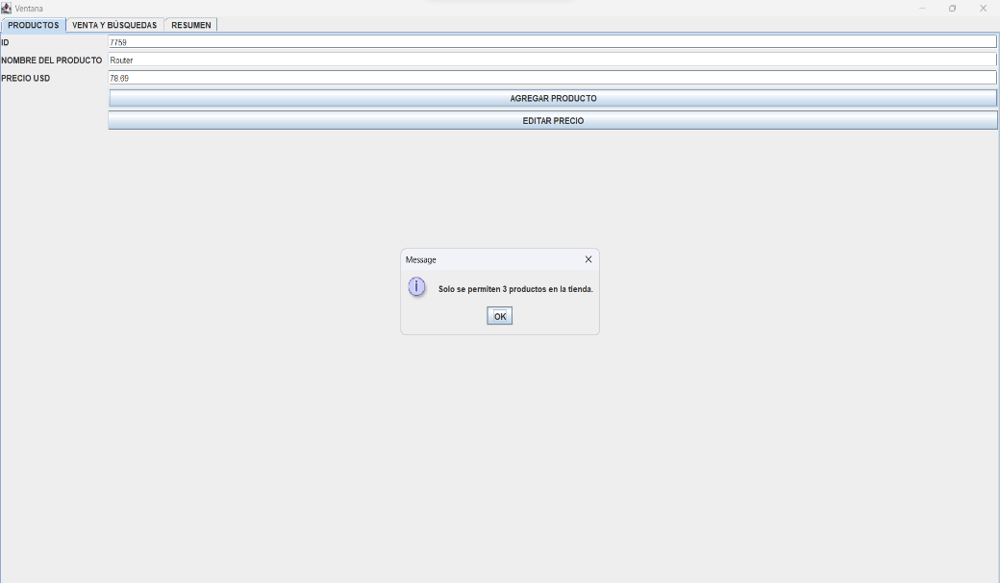 Ventana
PRODUCTOS VENTA Y BÚSQUEDAS RESUMEN
ID 7759
NOMBRE DEL PRODUCTO Router
PRECIO USD 78.69
AGREGAR PRODUCTO
EDITAR PRECIO
Message
Solo se permiten 3 productos en la tienda.
OK